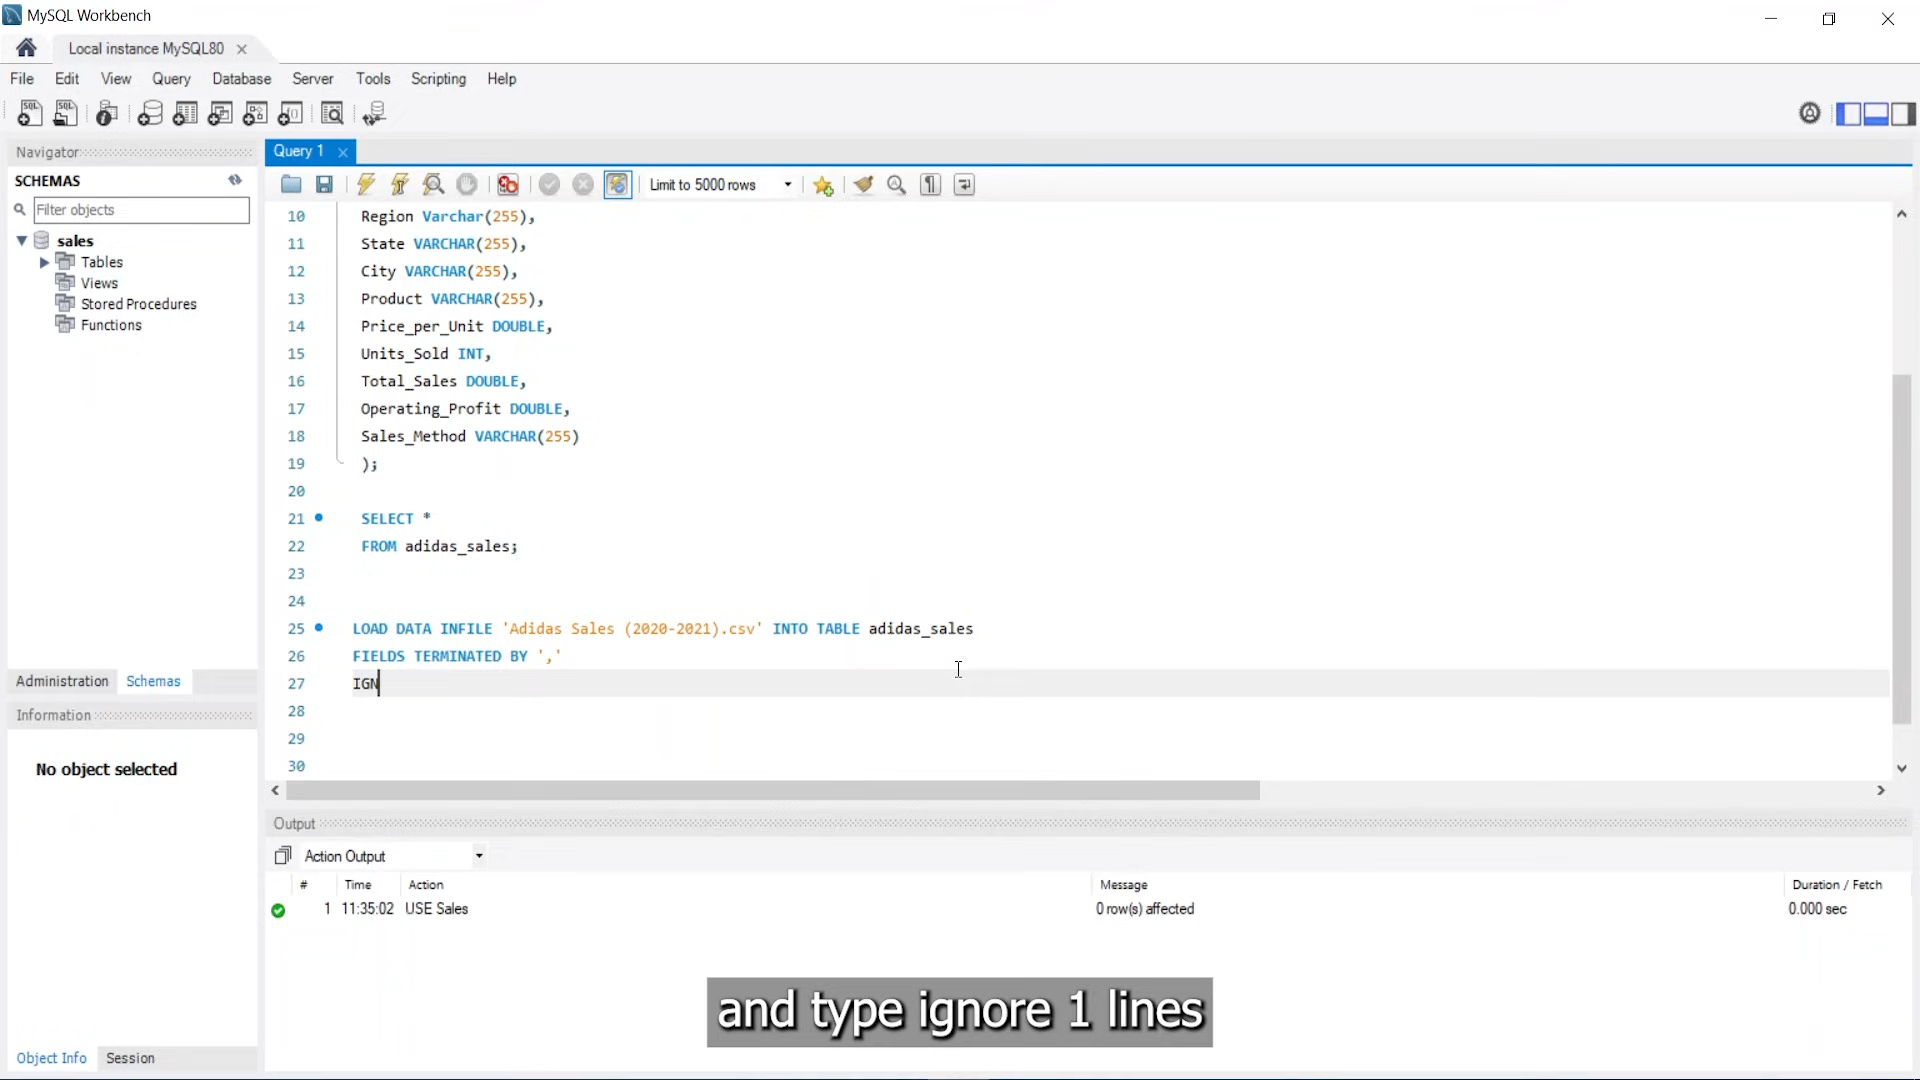 MySQL Workbench
Local instance MySQL80
File Edit View Query Database Server Tools Scripting Help
Navigator
SCHEMAS
Filter objects
sales
Tables
Views
Stored Procedures
Functions
Administration Schemas
Information
No object selected
Object Info Session
Query 1
Limit to 5000 rows
10 Region Varchar(255),
11 State VARCHAR(255),
12 City VARCHAR(255),
13 Product VARCHAR(255),
14 Price_per_Unit DOUBLE,
15 Units_Sold INT,
16 Total_Sales DOUBLE,
17 Operating_Profit DOUBLE,
18 Sales_Method VARCHAR(255)
19 );
20
21 SELECT *
22 FROM adidas_sales;
23
24
25 LOAD DATA INFILE 'Adidas Sales (2020-2021).csv' INTO TABLE adidas_sales
26 FIELDS TERMINATED BY ','
27 IGN
28
29
30
Output
Action Output
# Time Action Message Duration / Fetch
1 11:35:02 USE Sales 0 row(s) affected 0.000 sec
and type ignore 1 lines